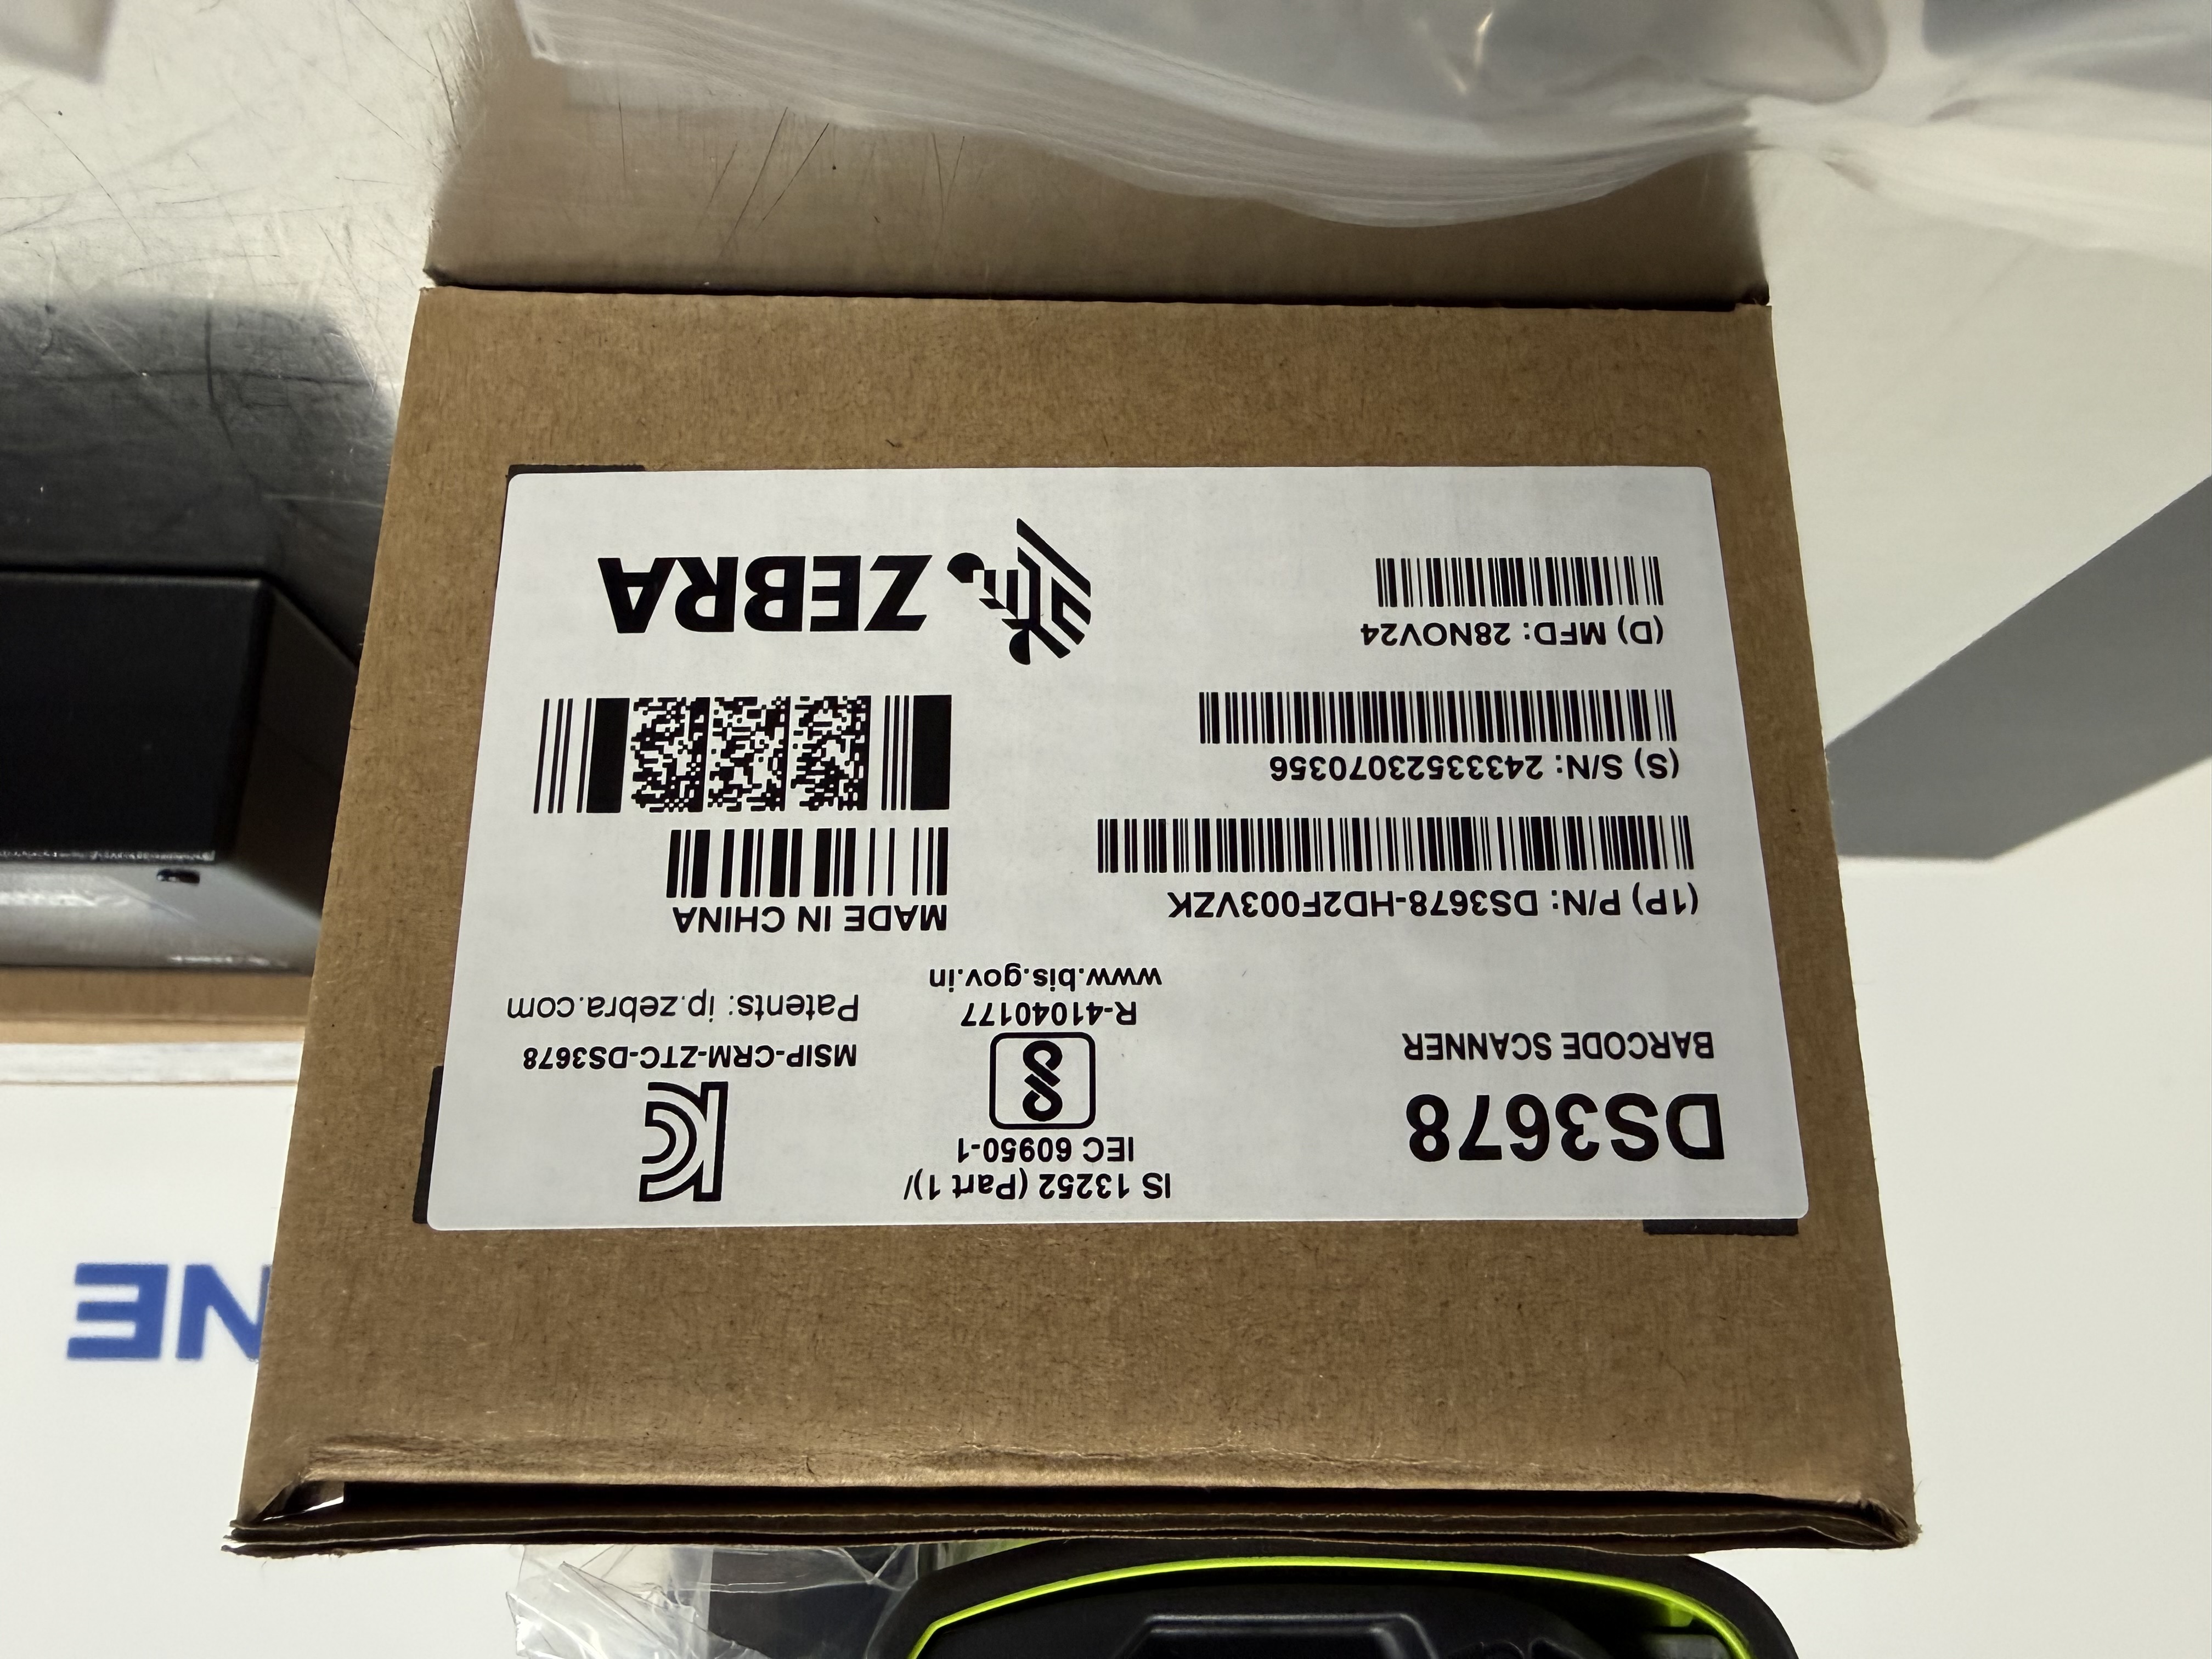 DS3678
BARCODE SCANNER
IS 13252 (Part 1)/
IEC 60950-1
R-41040177
www.bis.gov.in
MSIP-CRM-ZTC-DS3678
Patents: ip.zebra.com
(1P) P/N: DS3678-HD2F003VZK
MADE IN CHINA
(S) S/N: 24333523070356
(D) MFD: 28NOV24
ZEBRA
NE